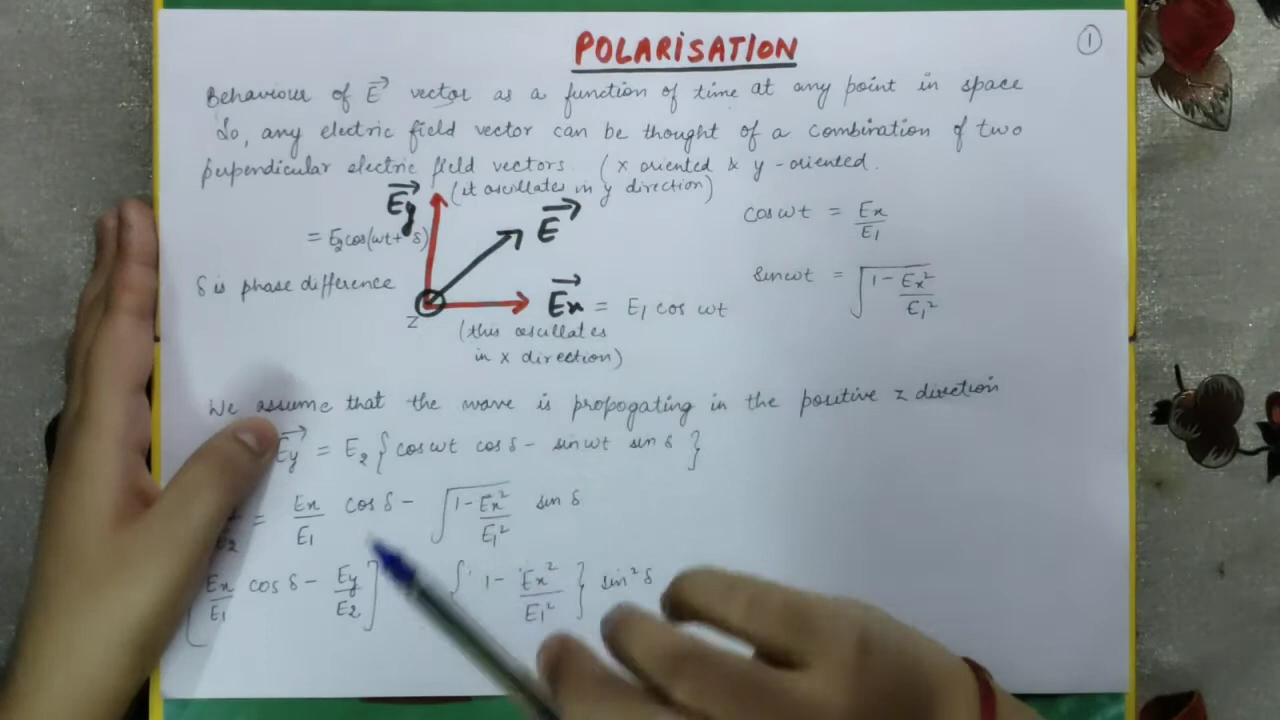 POLARISATION
1
Behaviour of E⃗ vector as a function of time at any point in space
So, any electric field vector can be thought of a combination of two
perpendicular electric field vectors. (x oriented & y-oriented.
E⃗y (it oscillates in y direction)
= E₂cos(ωt+ δ)
E⃗
δ is phase difference
E⃗x = E₁ cos ωt
Z
(this oscillates
in x direction)
cos ωt = Ex/E₁
sin ωt = √(1 - Ex²/E₁²)
We assume that the wave is propogating in the positive z direction
E⃗y = E₂ { cos ωt cos δ - sin ωt sin δ }
= Ex/E₁ cos δ - √(1 - Ex²/E₁²) sin δ
[Ex/E₁ cos δ - Ey/E₂] { 1 - Ex²/E₁² } sin² δ